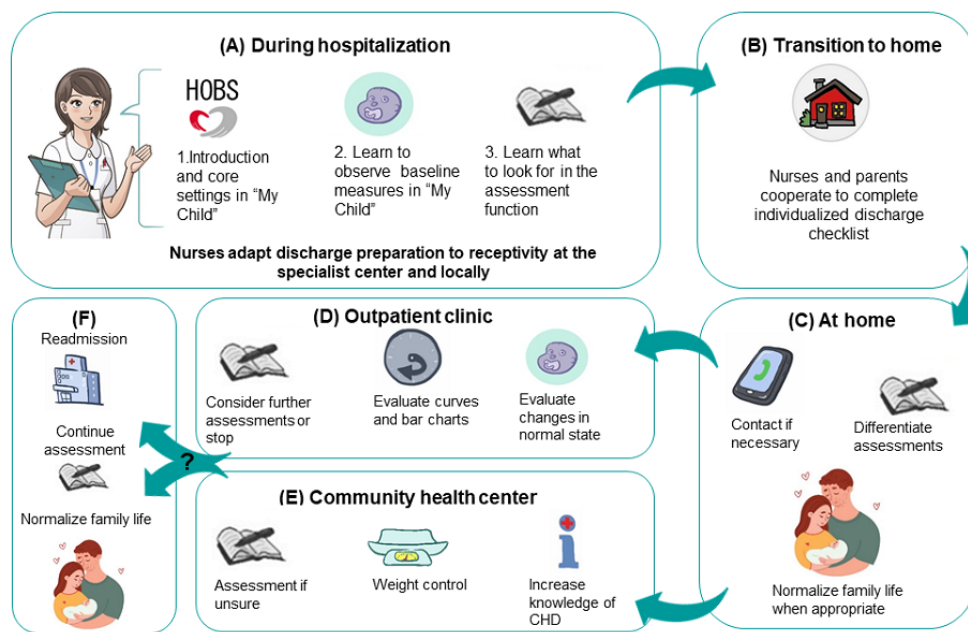 (A) During hospitalization
HOBS
1.Introduction
and core
settings in "My
Child"
2. Learn to
observe baseline
measures in "My
Child"
3. Learn what
to look for in the
assessment
function
Nurses adapt discharge preparation to receptivity at the
specialist center and locally
(B) Transition to home
Nurses and parents
cooperate to complete
individualized discharge
checklist
(C) At home
Contact if
necessary
Differentiate
assessments
Normalize family life
when appropriate
(D) Outpatient clinic
Consider further
assessments or
stop
Evaluate curves
and bar charts
Evaluate
changes in
normal state
(E) Community health center
Assessment if
unsure
Weight control
Increase
knowledge of
CHD
(F)
Readmission
Continue
assessment
?
Normalize family life